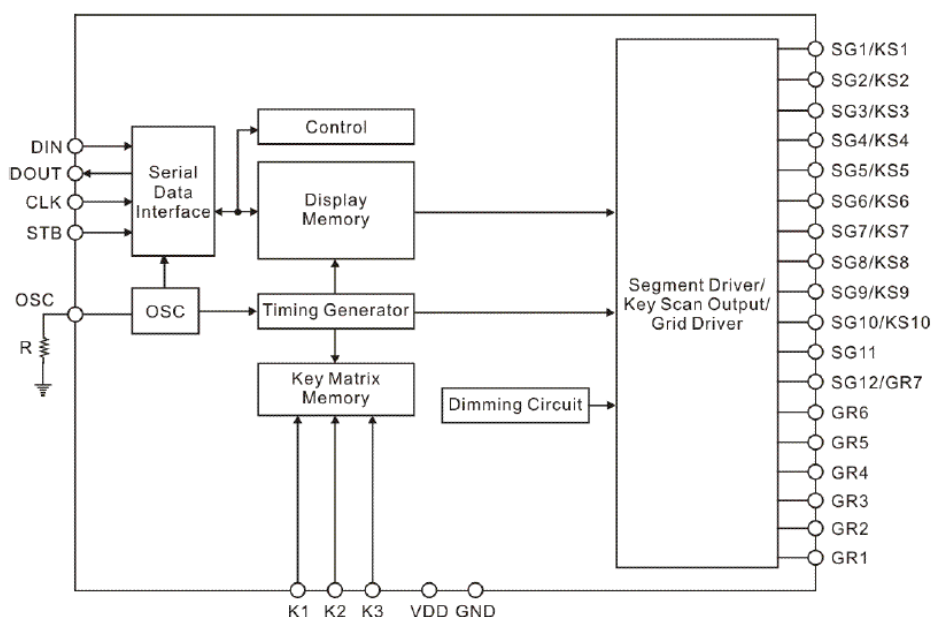 DIN
DOUT
CLK
STB
OSC
R
Serial
Data
Interface
OSC
Control
Display
Memory
Timing Generator
Key Matrix
Memory
Dimming Circuit
Segment Driver/
Key Scan Output/
Grid Driver
SG1/KS1
SG2/KS2
SG3/KS3
SG4/KS4
SG5/KS5
SG6/KS6
SG7/KS7
SG8/KS8
SG9/KS9
SG10/KS10
SG11
SG12/GR7
GR6
GR5
GR4
GR3
GR2
GR1
K1 K2 K3 VDD GND